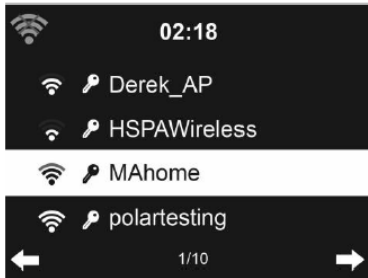 02:18
Derek_AP
HSPAWireless
MAhome
polartesting
1/10